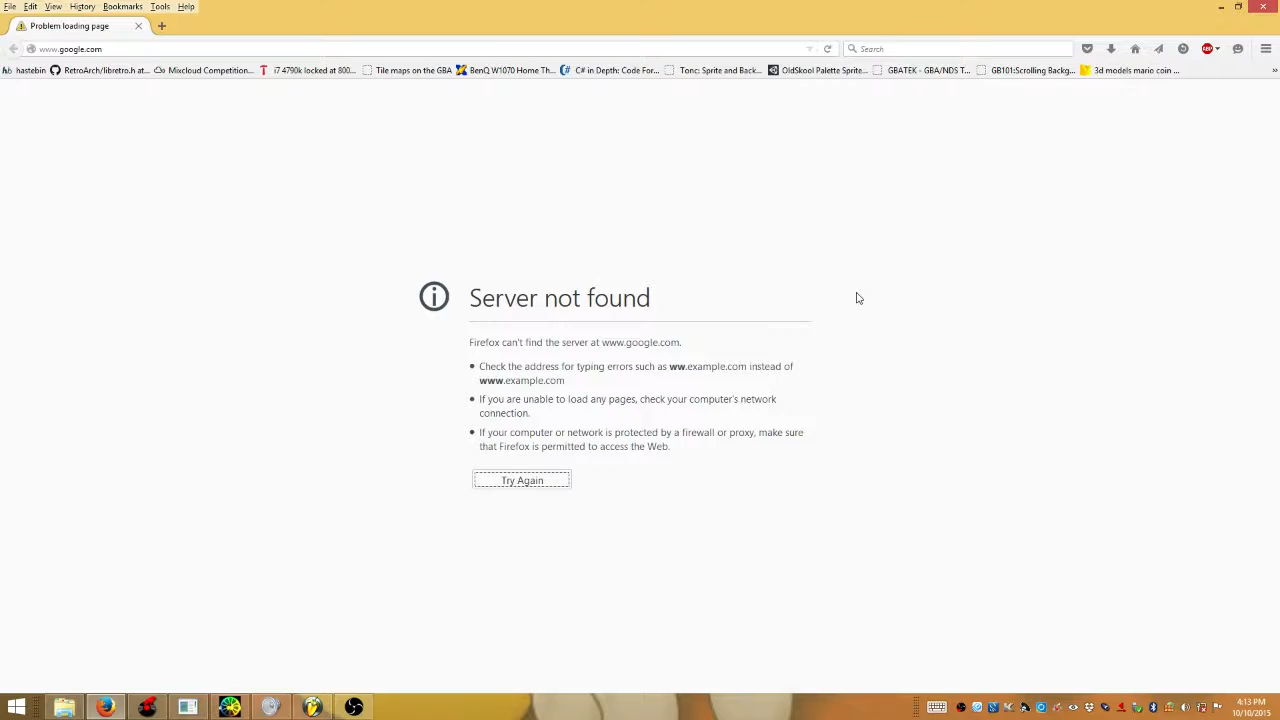 File Edit View History Bookmarks Tools Help
Problem loading page
www.google.com
Search
hastebin RetroArch/libretro.h at... Mixcloud Competition... i7 4790k locked at 800... Tile maps on the GBA BenQ W1070 Home Th... C# in Depth: Code For... Tonc: Sprite and Back... OldSkool Palette Sprite... GBATEK - GBA/NDS T... GB101:Scrolling Backg... 3d models mario coin ...
Server not found
Firefox can't find the server at www.google.com.
Check the address for typing errors such as ww.example.com instead of
www.example.com
If you are unable to load any pages, check your computer's network
connection.
If your computer or network is protected by a firewall or proxy, make sure
that Firefox is permitted to access the Web.
Try Again
4:13 PM
10/10/2015